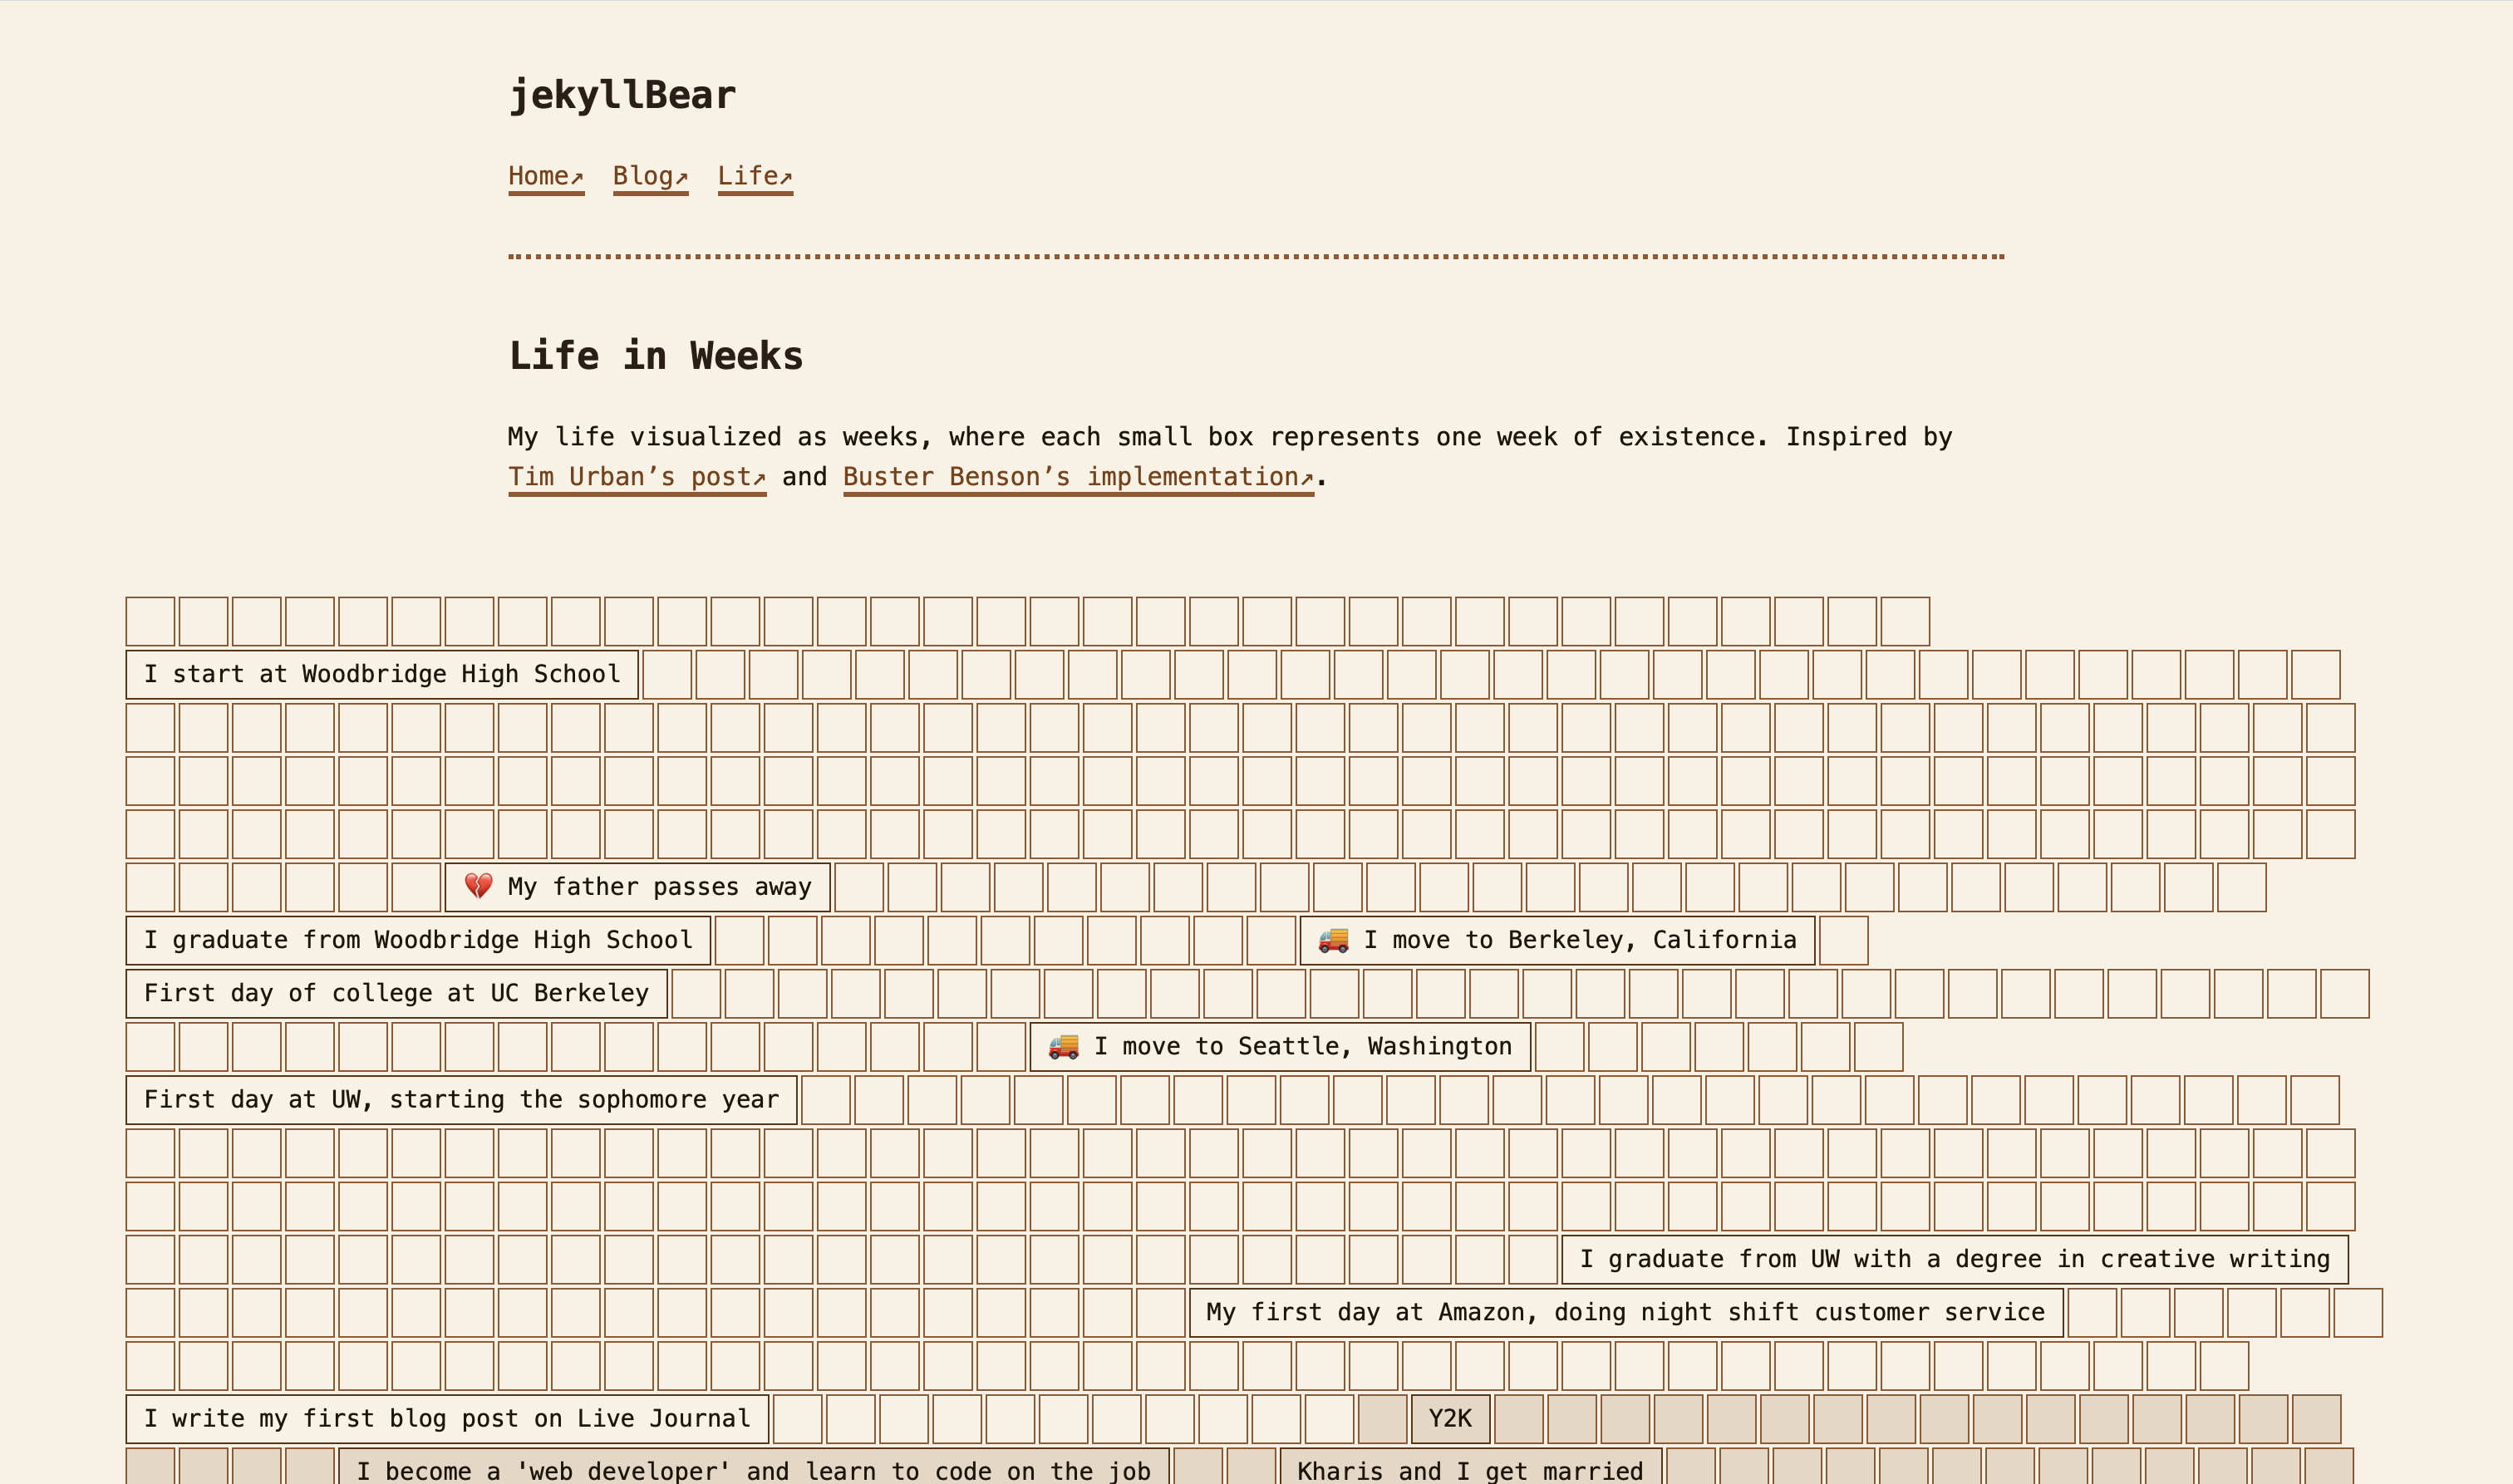 jekyllBear
Home↗ Blog↗ Life↗
Life in Weeks
My life visualized as weeks, where each small box represents one week of existence. Inspired by
Tim Urban’s post↗ and Buster Benson’s implementation↗.
I start at Woodbridge High School
💔 My father passes away
I graduate from Woodbridge High School 🚚 I move to Berkeley, California
First day of college at UC Berkeley
🚚 I move to Seattle, Washington
First day at UW, starting the sophomore year
I graduate from UW with a degree in creative writing
My first day at Amazon, doing night shift customer service
I write my first blog post on Live Journal Y2K
I become a 'web developer' and learn to code on the job Kharis and I get married